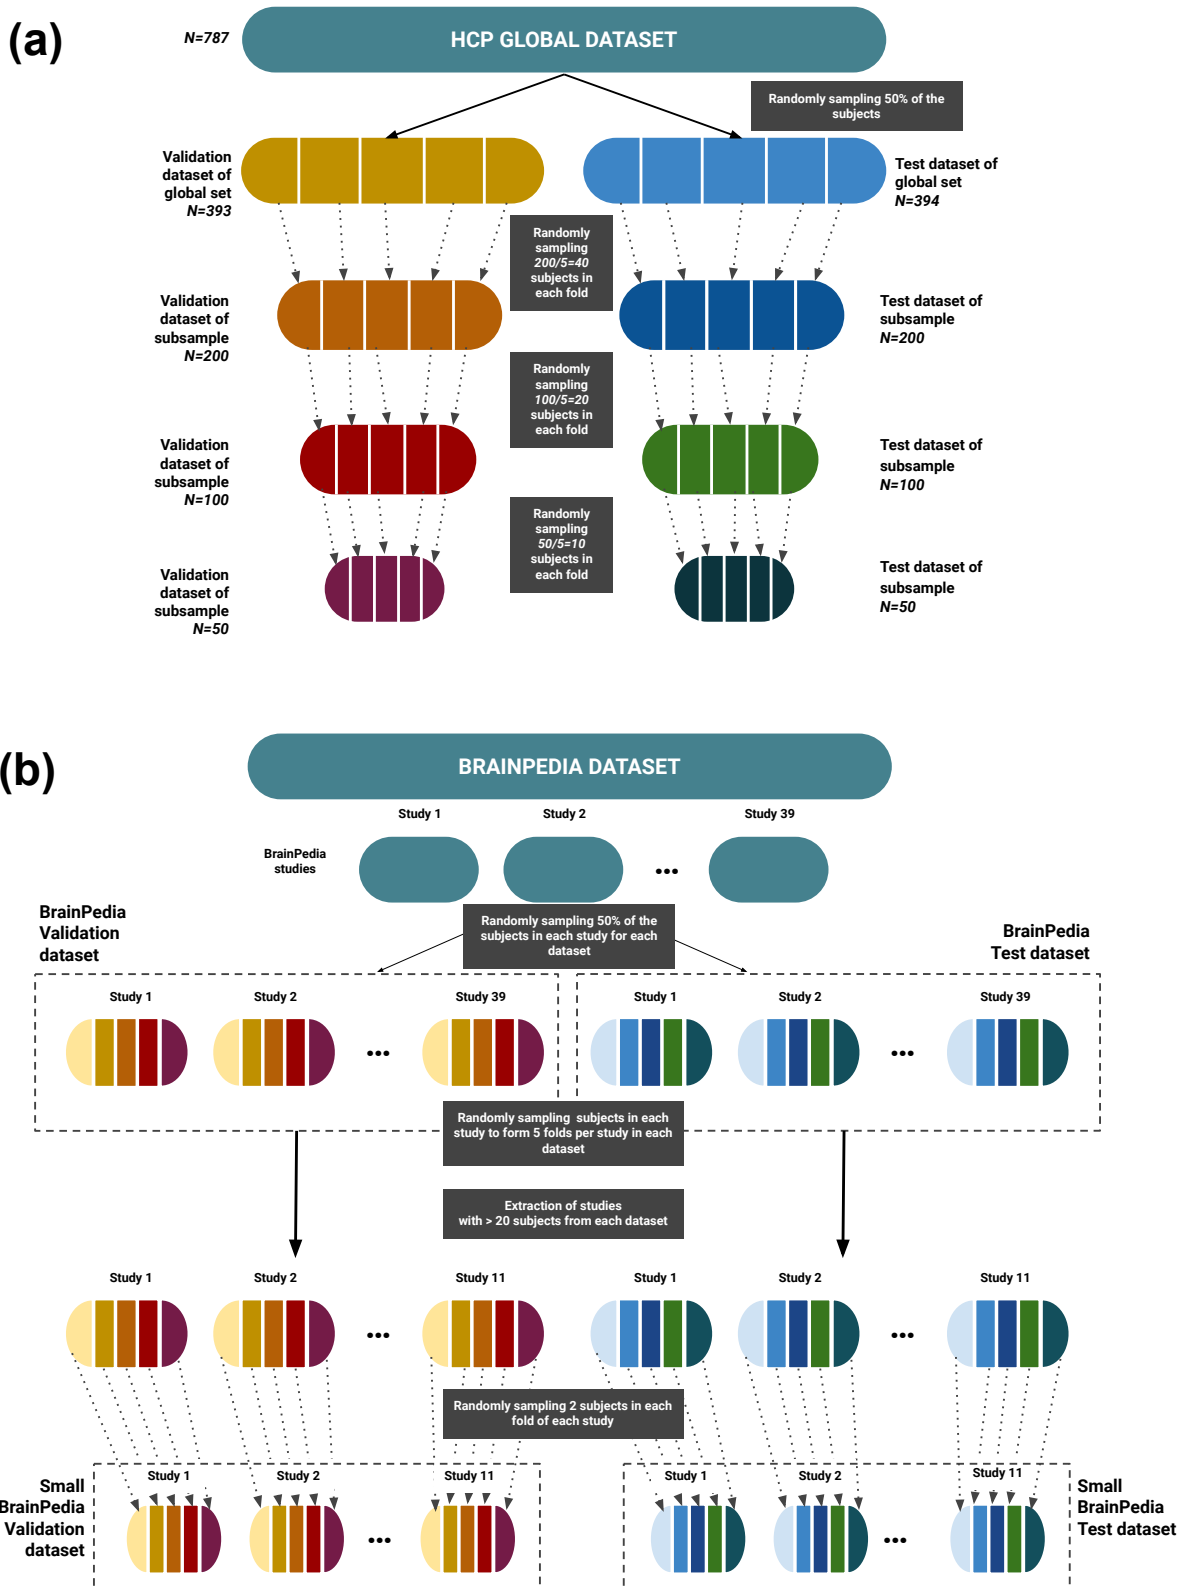 (a)
N=787
HCP GLOBAL DATASET
Randomly sampling 50% of the
subjects
Validation
dataset of
global set
N=393
Test dataset of
global set
N=394
Randomly
sampling
200/5=40
subjects in
each fold
Validation
dataset of
subsample
N=200
Test dataset of
subsample
N=200
Randomly
sampling
100/5=20
subjects in
each fold
Validation
dataset of
subsample
N=100
Test dataset of
subsample
N=100
Randomly
sampling
50/5=10
subjects in
each fold
Validation
dataset of
subsample
N=50
Test dataset of
subsample
N=50
(b)
BRAINPEDIA DATASET
Study 1
Study 2
Study 39
BrainPedia
studies
•••
BrainPedia
Validation
dataset
Randomly sampling 50% of the
subjects in each study for each
dataset
BrainPedia
Test dataset
Study 1
Study 2
Study 39
Study 1
Study 2
Study 39
•••
•••
Randomly sampling subjects in each
study to form 5 folds per study in each
dataset
Extraction of studies
with > 20 subjects from each dataset
Study 1
Study 2
Study 11
Study 1
Study 2
Study 11
•••
•••
Randomly sampling 2 subjects in each
fold of each study
Small
BrainPedia
Validation
dataset
Study 1
Study 2
Study 11
Study 1
Study 2
Study 11
•••
•••
Small
BrainPedia
Test dataset